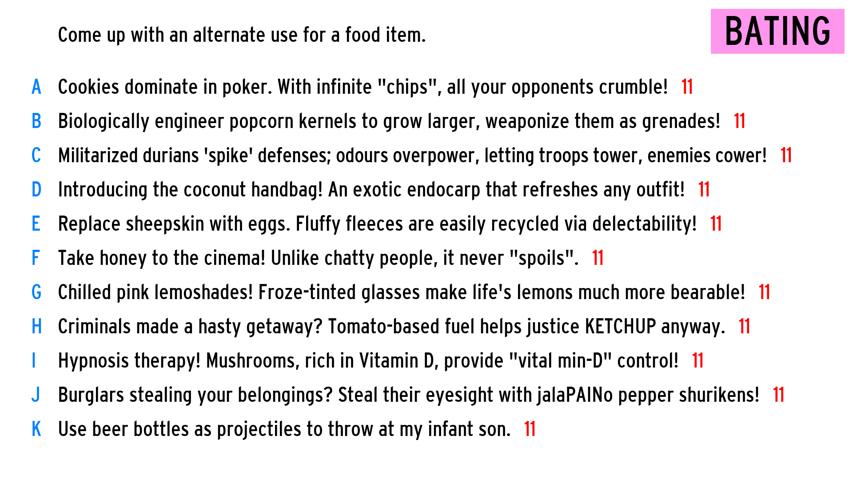 Come up with an alternate use for a food item.
BATING
A Cookies dominate in poker. With infinite "chips", all your opponents crumble! 11
B Biologically engineer popcorn kernels to grow larger, weaponize them as grenades! 11
C Militarized durians 'spike' defenses; odours overpower, letting troops tower, enemies cower! 11
D Introducing the coconut handbag! An exotic endocarp that refreshes any outfit! 11
E Replace sheepskin with eggs. Fluffy fleeces are easily recycled via delectability! 11
F Take honey to the cinema! Unlike chatty people, it never "spoils". 11
G Chilled pink lemoshades! Froze-tinted glasses make life's lemons much more bearable! 11
H Criminals made a hasty getaway? Tomato-based fuel helps justice KETCHUP anyway. 11
I Hypnosis therapy! Mushrooms, rich in Vitamin D, provide "vital min-D" control! 11
J Burglars stealing your belongings? Steal their eyesight with jalaPAINo pepper shurikens! 11
K Use beer bottles as projectiles to throw at my infant son. 11